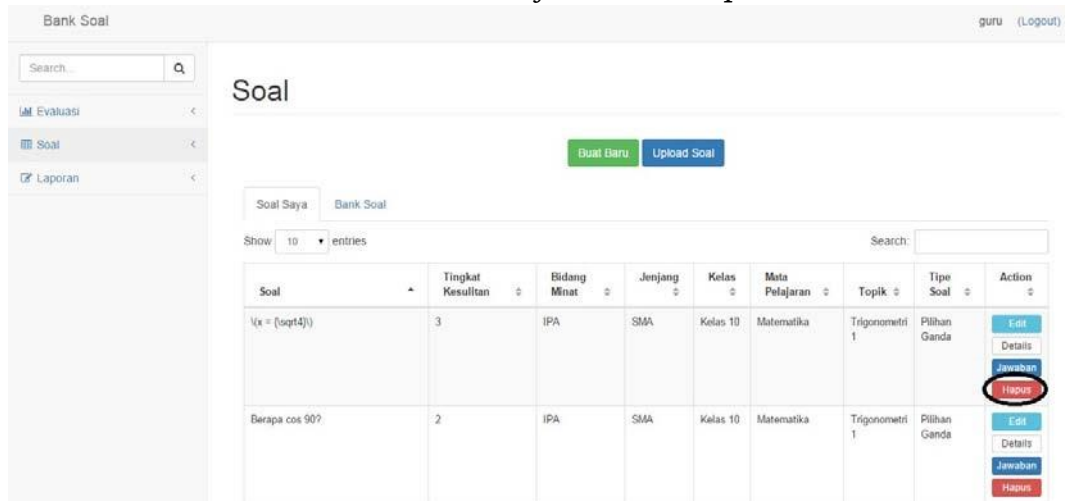 Bank Soal
guru (Logout)
Search...
Evaluasi
Soal
Laporan
Soal
Buat Baru Upload Soal
Soal Saya Bank Soal
Show 10 entries
Search:
Soal Tingkat Kesulitan Bidang Minat Jenjang Kelas Mata Pelajaran Topik Tipe Soal Action
\(x = {\sqrt4}\) 3 IPA SMA Kelas 10 Matematika Trigonometri 1 Pilihan Ganda
Edit
Details
Jawaban
Hapus
Berapa cos 90? 2 IPA SMA Kelas 10 Matematika Trigonometri 1 Pilihan Ganda
Edit
Details
Jawaban
Hapus